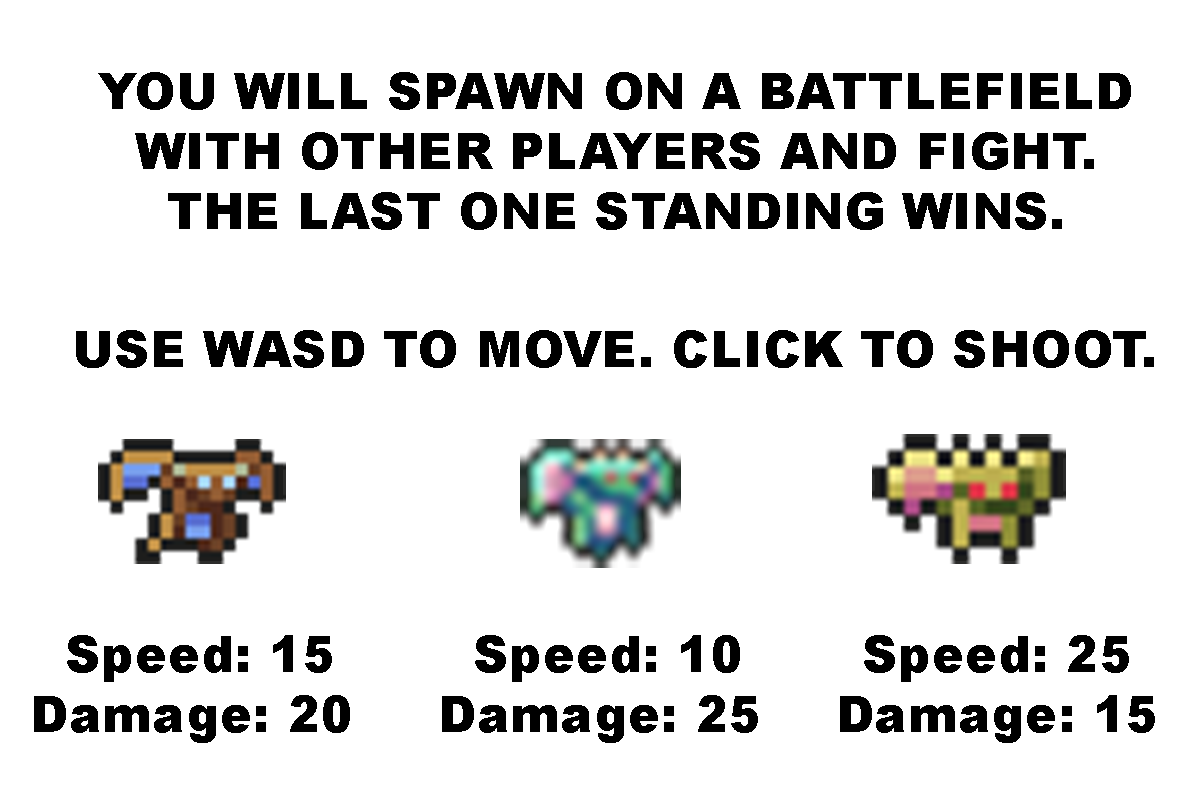 YOU WILL SPAWN ON A BATTLEFIELD
WITH OTHER PLAYERS AND FIGHT.
THE LAST ONE STANDING WINS.
USE WASD TO MOVE. CLICK TO SHOOT.
Speed: 15
Damage: 20
Speed: 10
Damage: 25
Speed: 25
Damage: 15